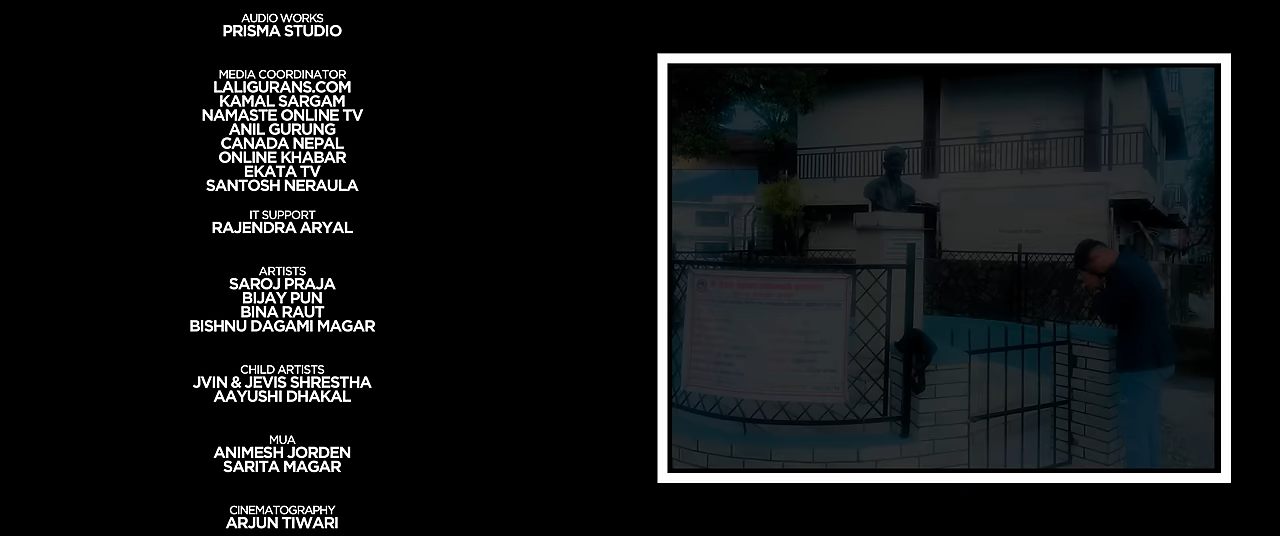 AUDIO WORKS
PRISMA STUDIO
MEDIA COORDINATOR
LALIGURANS.COM
KAMAL SARGAM
NAMASTE ONLINE TV
ANIL GURUNG
CANADA NEPAL
ONLINE KHABAR
EKATA TV
SANTOSH NERAULA
IT SUPPORT
RAJENDRA ARYAL
ARTISTS
SAROJ PRAJA
BIJAY PUN
BINA RAUT
BISHNU DAGAMI MAGAR
CHILD ARTISTS
JVIN & JEVIS SHRESTHA
AAYUSHI DHAKAL
MUA
ANIMESH JORDEN
SARITA MAGAR
CINEMATOGRAPHY
ARJUN TIWARI